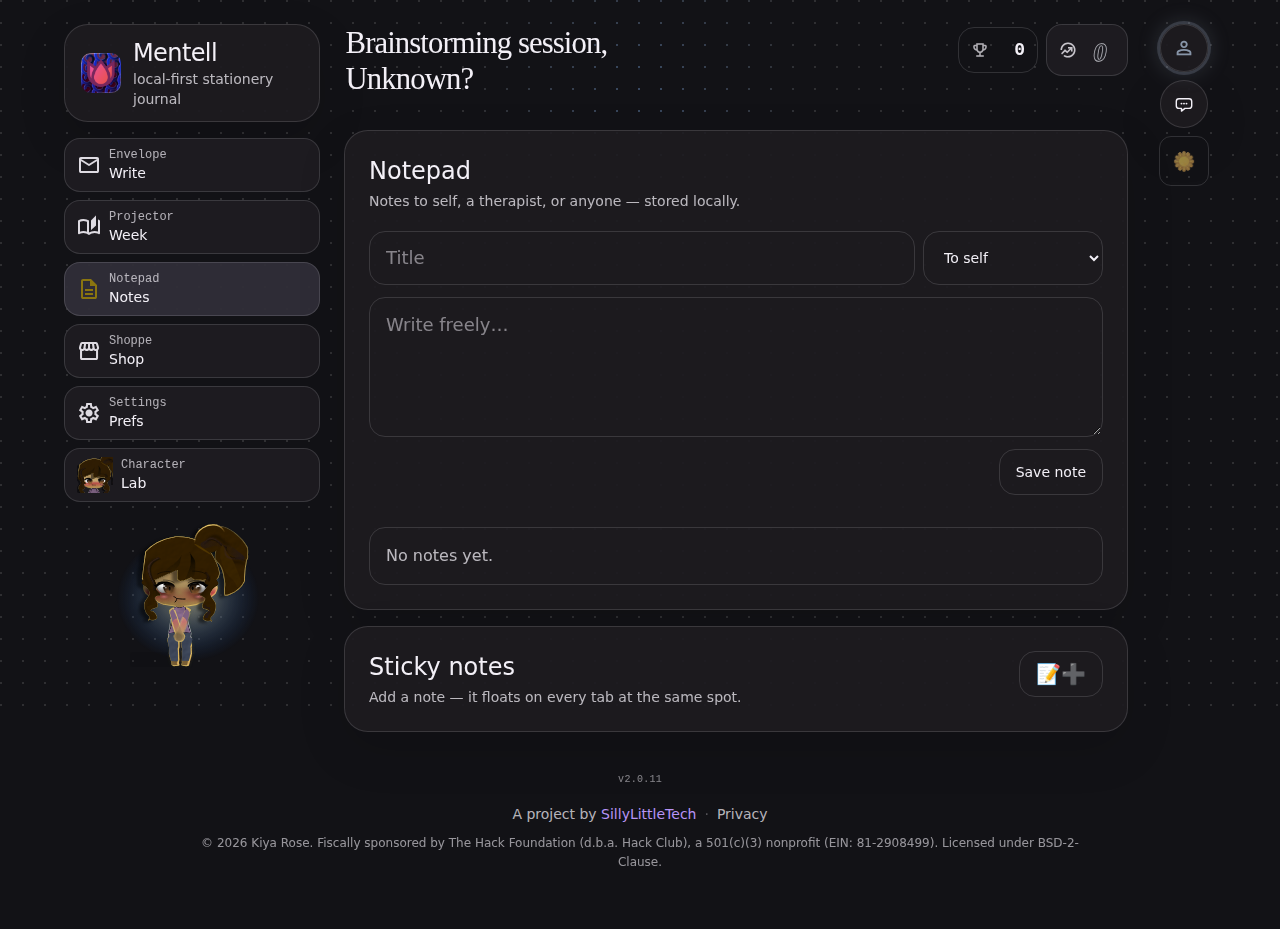 Mentell
local-first stationery
journal
Envelope
Write
Projector
Week
Notepad
Notes
Shoppe
Shop
Settings
Prefs
Character
Lab
Brainstorming session,
Unknown?
0
0
Notepad
Notes to self, a therapist, or anyone — stored locally.
Title
To self
Write freely…
Save note
No notes yet.
Sticky notes
Add a note — it floats on every tab at the same spot.
v2.0.11
A project by SillyLittleTech · Privacy
© 2026 Kiya Rose. Fiscally sponsored by The Hack Foundation (d.b.a. Hack Club), a 501(c)(3) nonprofit (EIN: 81-2908499). Licensed under BSD-2-
Clause.